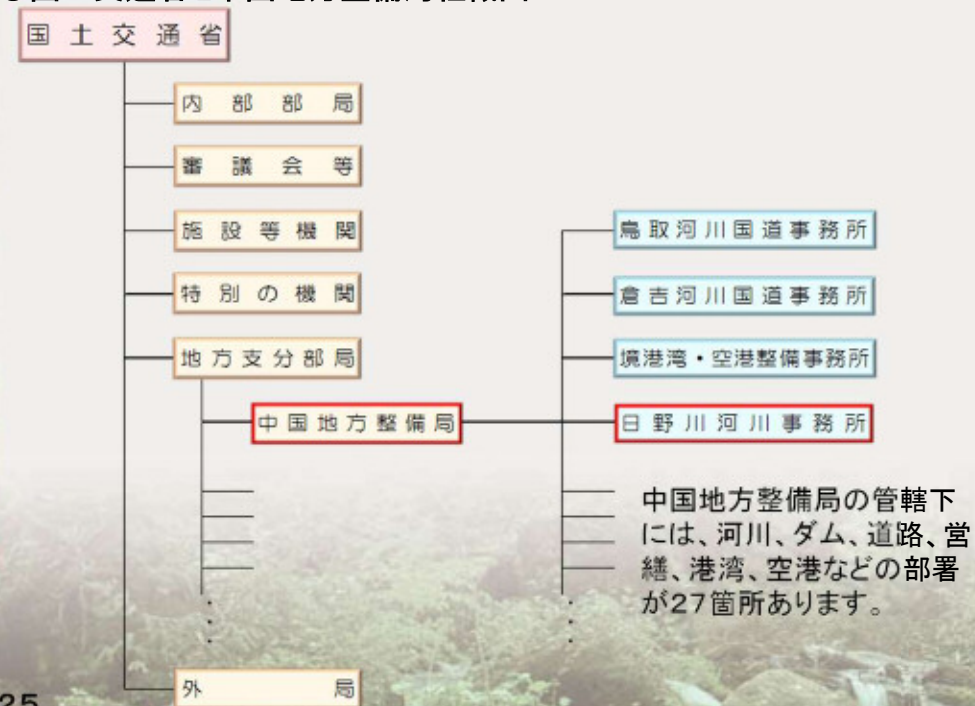 国土交通省
内部部局
審議会等
施設等機関
特別の機関
地方支分部局
中国地方整備局
外局
鳥取河川国道事務所
倉吉河川国道事務所
境港湾・空港整備事務所
日野川河川事務所
中国地方整備局の管轄下
には、河川、ダム、道路、営
繕、港湾、空港などの部署
が27箇所あります。
25